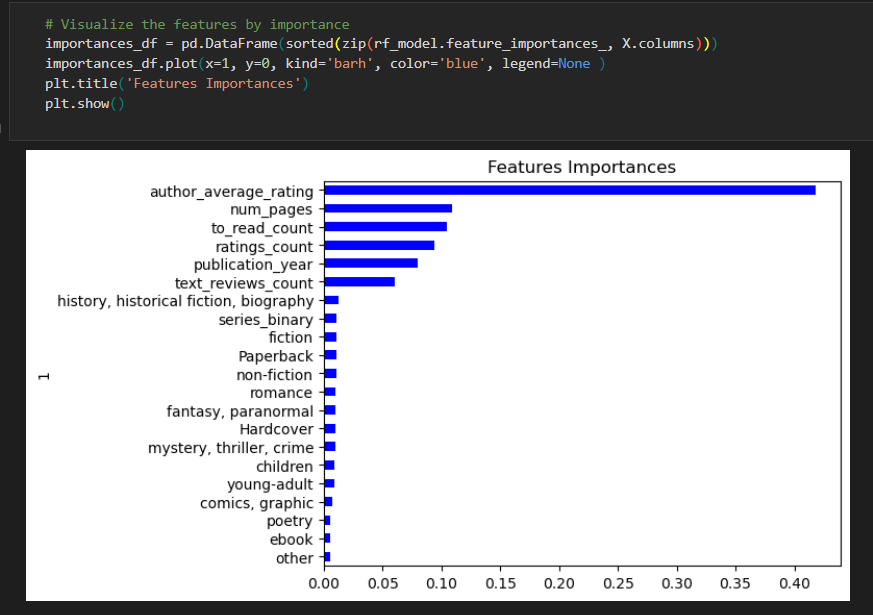 # Visualize the features by importance
importances_df = pd.DataFrame(sorted(zip(rf_model.feature_importances_, X.columns)))
importances_df.plot(x=1, y=0, kind='barh', color='blue', legend=None )
plt.title('Features Importances')
plt.show()
Features Importances
author_average_rating
num_pages
to_read_count
ratings_count
publication_year
text_reviews_count
history, historical fiction, biography
series_binary
fiction
Paperback
non-fiction
romance
fantasy, paranormal
Hardcover
mystery, thriller, crime
children
young-adult
comics, graphic
poetry
ebook
other
1
0.00 0.05 0.10 0.15 0.20 0.25 0.30 0.35 0.40